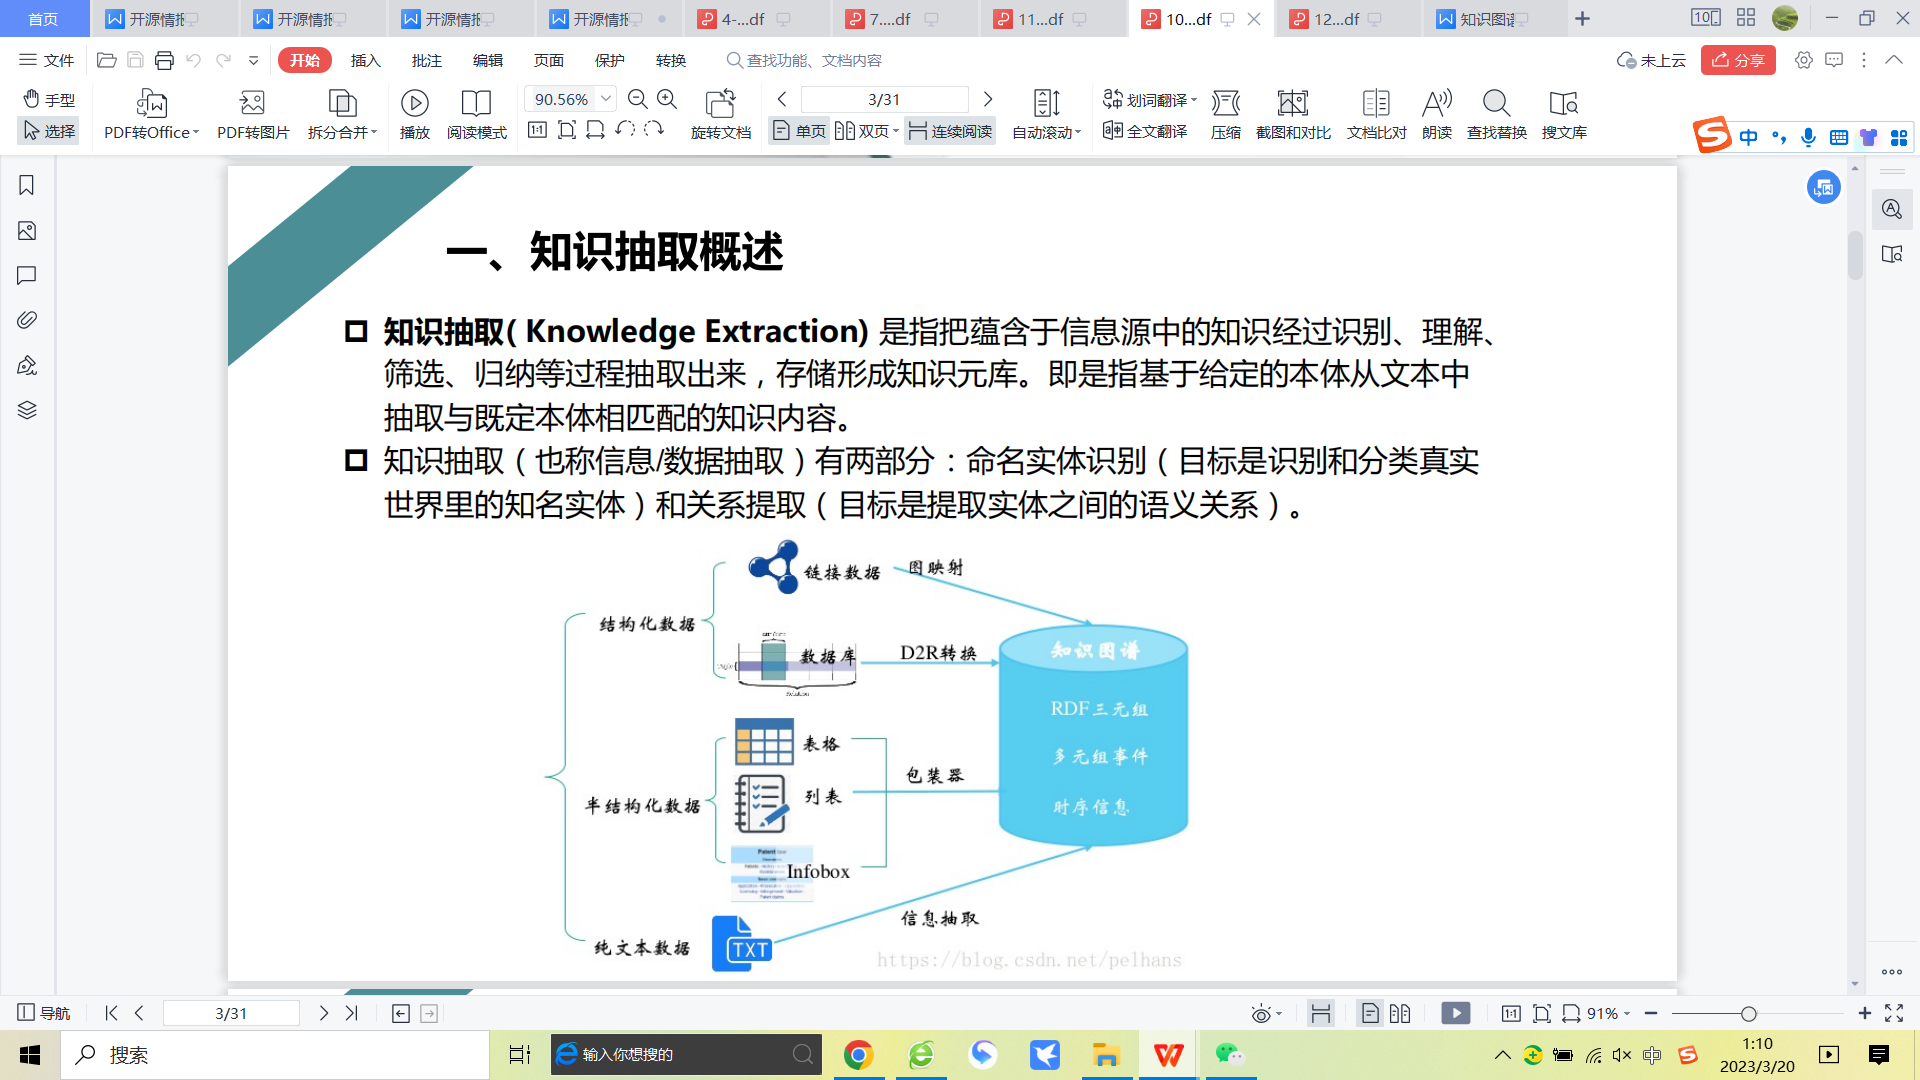 首页
开源情报
开源情报
开源情报
开源情报
4-...df
7....df
11...df
10...df
12...df
知识图谱
文件
开始
插入
批注
编辑
页面
保护
转换
查找功能、文档内容
未上云
分享
手型
选择
PDF转Office
PDF转图片
拆分合并
播放
阅读模式
90.56%
旋转文档
3/31
单页
双页
连续阅读
自动滚动
划词翻译
全文翻译
压缩
截图和对比
文档比对
朗读
查找替换
搜文库
中
一、知识抽取概述
知识抽取( Knowledge Extraction) 是指把蕴含于信息源中的知识经过识别、理解、
筛选、归纳等过程抽取出来，存储形成知识元库。即是指基于给定的本体从文本中
抽取与既定本体相匹配的知识内容。
知识抽取（也称信息/数据抽取）有两部分：命名实体识别（目标是识别和分类真实
世界里的知名实体）和关系提取（目标是提取实体之间的语义关系）。
链接数据
图映射
结构化数据
数据库
D2R转换
知识图谱
RDF三元组
多元组事件
时序信息
表格
包装器
列表
半结构化数据
Infobox
信息抽取
纯文本数据
TXT
https://blog.csdn.net/pelhans
导航
3/31
91%
搜索
输入你想搜的
中
1:10
2023/3/20